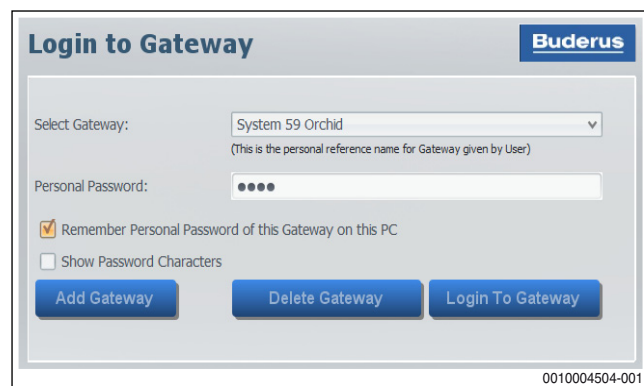 Login to Gateway
Buderus
Select Gateway:
System 59 Orchid
(This is the personal reference name for Gateway given by User)
Personal Password:
●●●●
Remember Personal Password of this Gateway on this PC
Show Password Characters
Add Gateway
Delete Gateway
Login To Gateway
0010004504-001